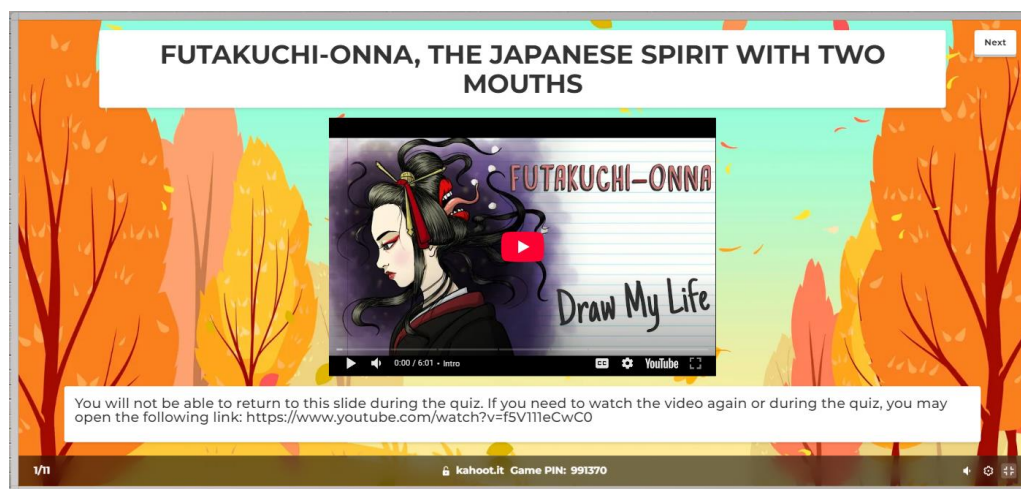 FUTAKUCHI-ONNA, THE JAPANESE SPIRIT WITH TWO
MOUTHS
Next
FUTAKUCHI-ONNA
Draw My Life
0:00 / 6:01 • Intro
CC
YouTube
You will not be able to return to this slide during the quiz. If you need to watch the video again or during the quiz, you may
open the following link: https://www.youtube.com/watch?v=f5V111eCwC0
1/11
kahoot.it Game PIN: 991370